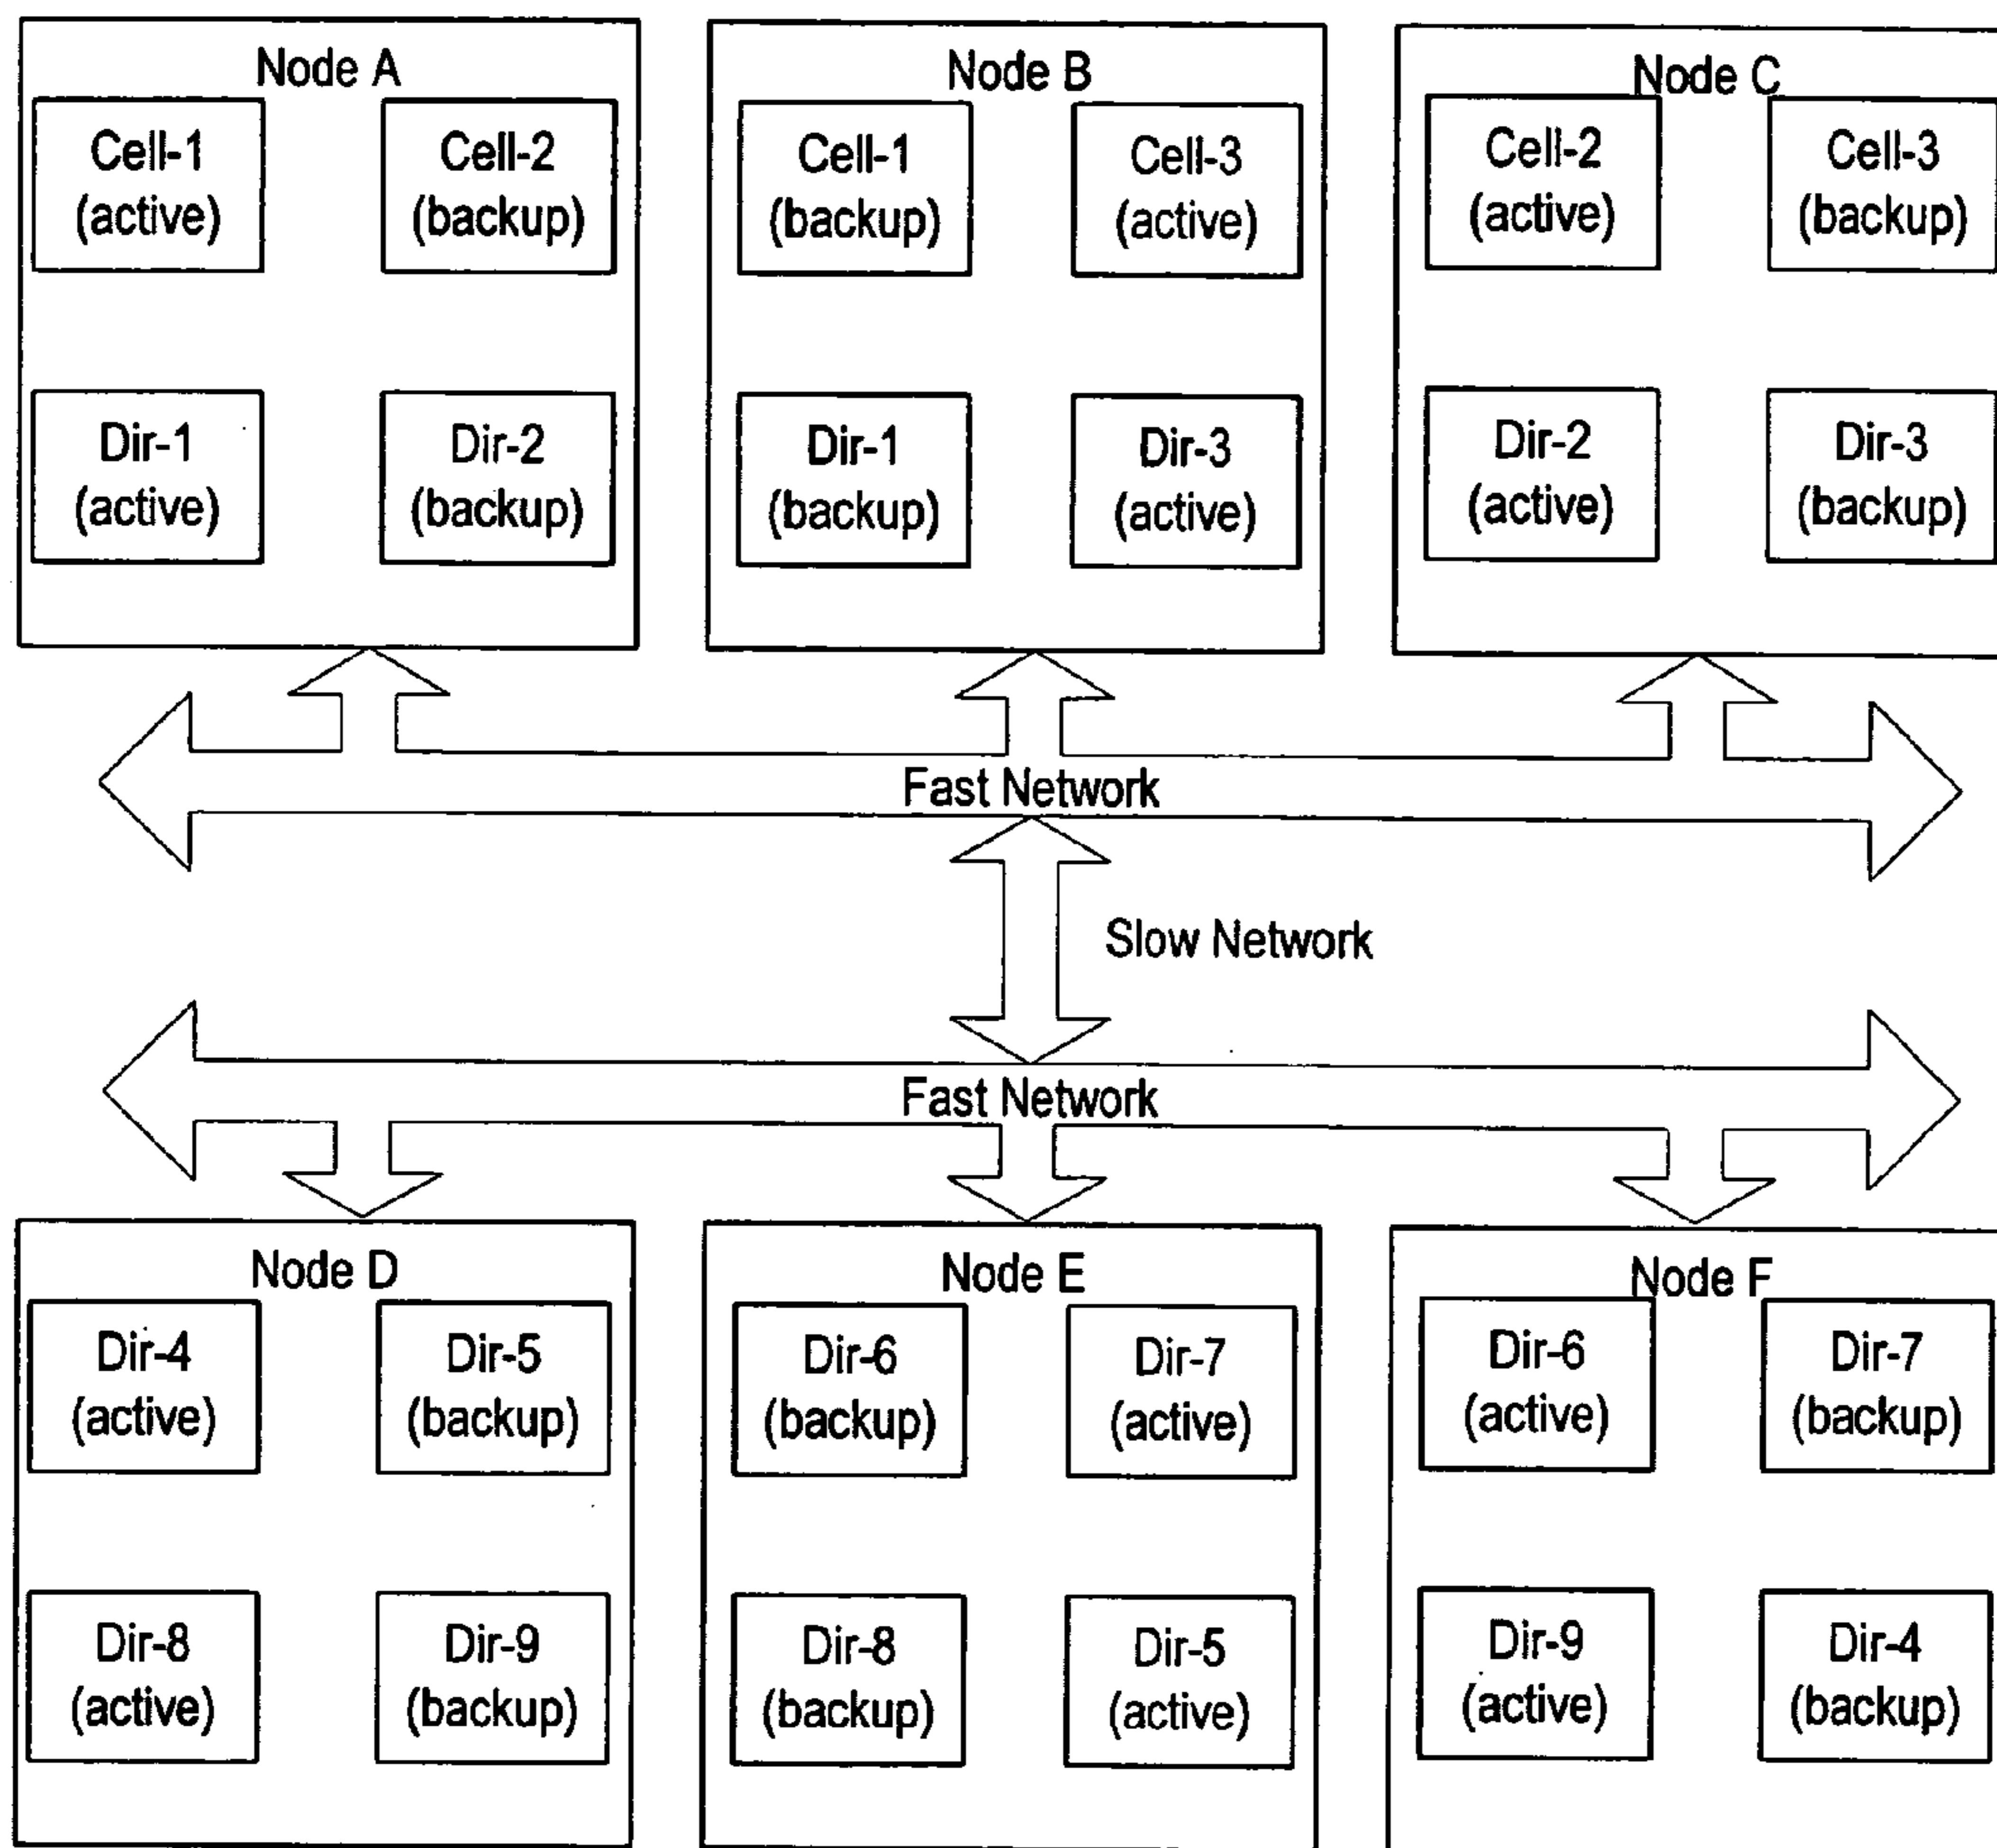 Node A
Cell-1
(active)
Cell-2
(backup)
Dir-1
(active)
Dir-2
(backup)
Node B
Cell-1
(backup)
Cell-3
(active)
Dir-1
(backup)
Dir-3
(active)
Node C
Cell-2
(active)
Cell-3
(backup)
Dir-2
(active)
Dir-3
(backup)
Fast Network
Slow Network
Fast Network
Node D
Dir-4
(active)
Dir-5
(backup)
Dir-8
(active)
Dir-9
(backup)
Node E
Dir-6
(backup)
Dir-7
(active)
Dir-8
(backup)
Dir-5
(active)
Node F
Dir-6
(active)
Dir-7
(backup)
Dir-9
(active)
Dir-4
(backup)